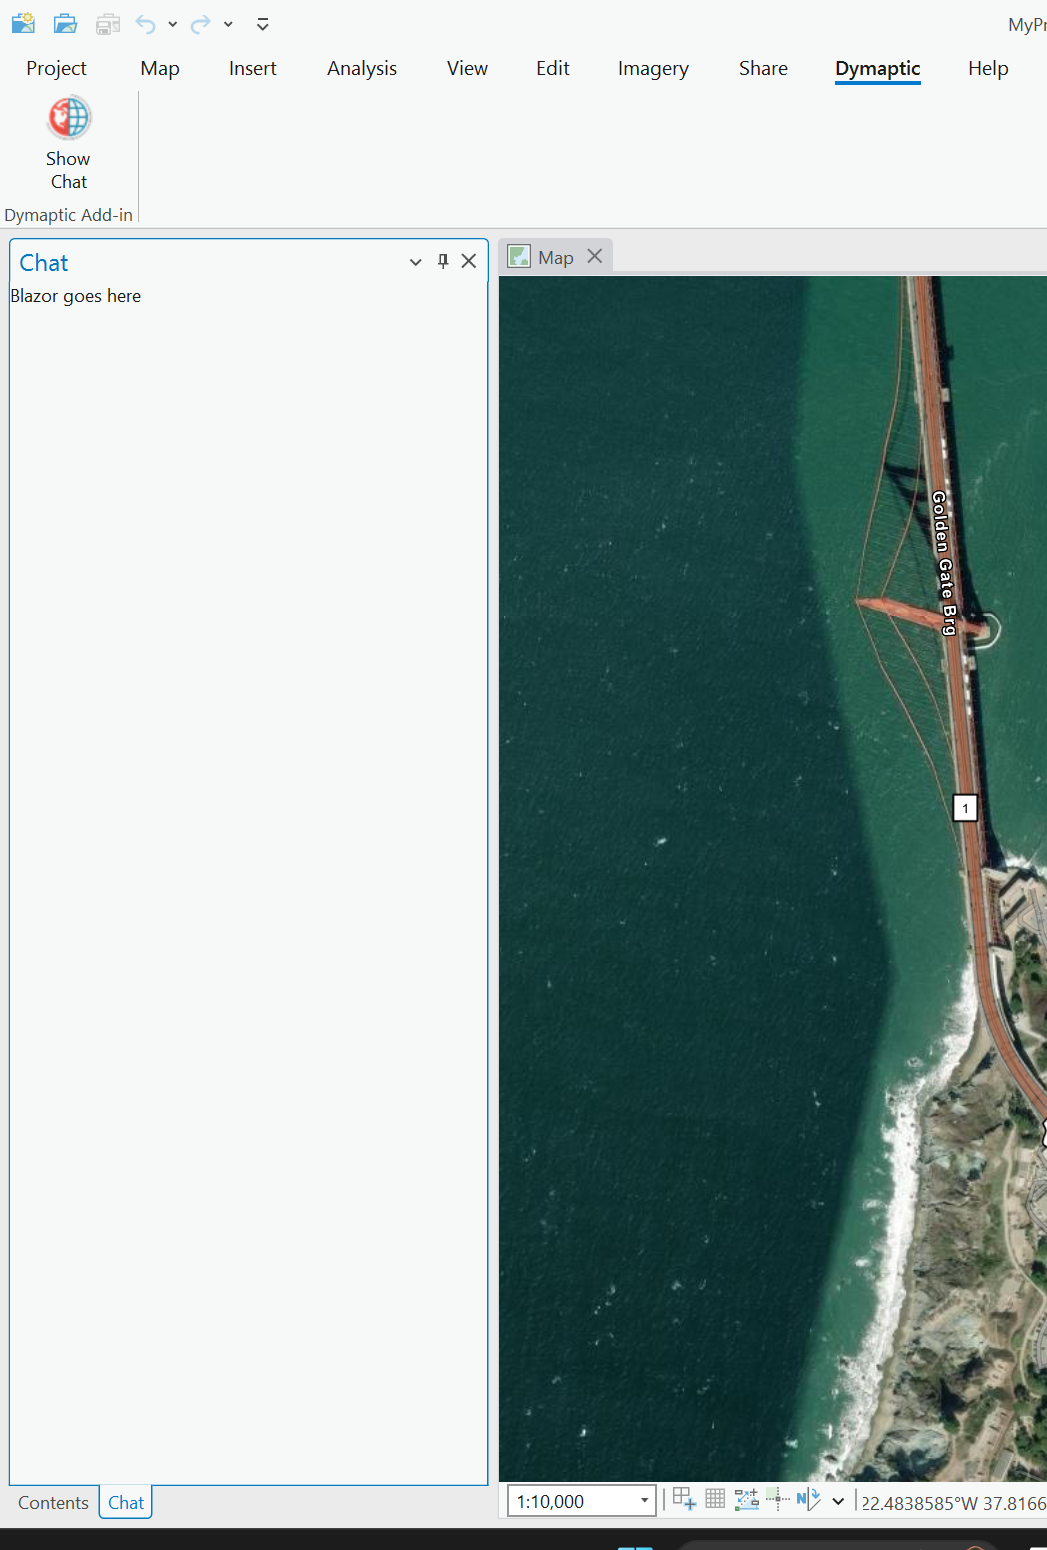 MyPr
Project Map Insert Analysis View Edit Imagery Share Dymaptic Help
Show
Chat
Dymaptic Add-in
Chat
Map
Blazor goes here
Golden Gate Brg
1
Contents Chat
1:10,000
22.4838585°W 37.8166